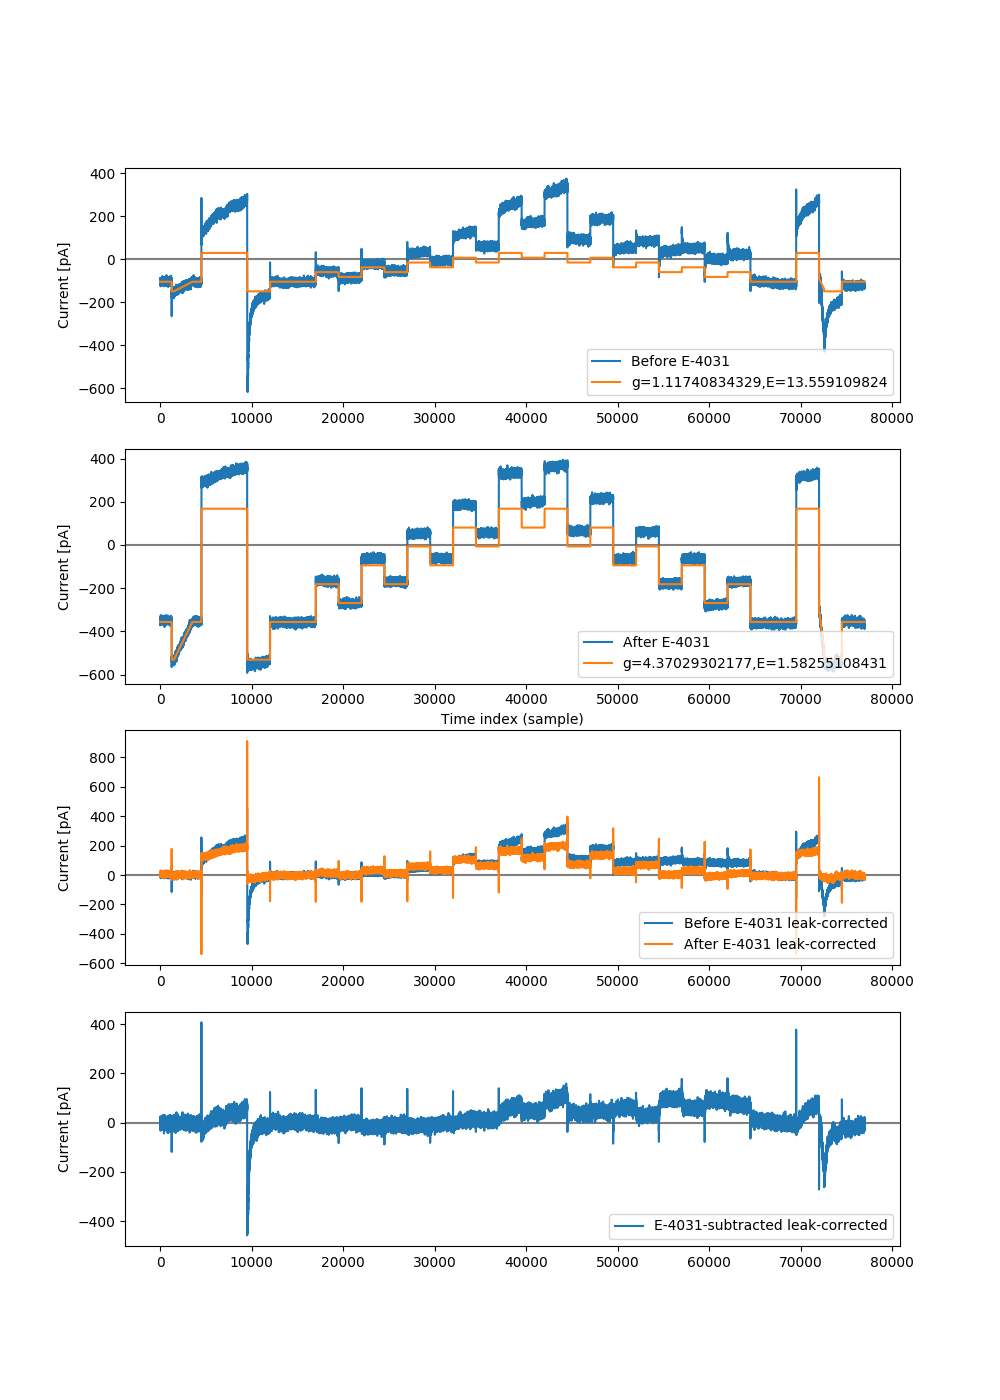 400
200
0
−200
−400
−600
Current [pA]
Before E-4031
g=1.11740834329,E=13.559109824
0 10000 20000 30000 40000 50000 60000 70000 80000
400
200
0
−200
−400
−600
Current [pA]
After E-4031
g=4.37029302177,E=1.58255108431
0 10000 20000 30000 40000 50000 60000 70000 80000
Time index (sample)
800
600
400
200
0
−200
−400
−600
Current [pA]
Before E-4031 leak-corrected
After E-4031 leak-corrected
0 10000 20000 30000 40000 50000 60000 70000 80000
400
200
0
−200
−400
Current [pA]
E-4031-subtracted leak-corrected
0 10000 20000 30000 40000 50000 60000 70000 80000